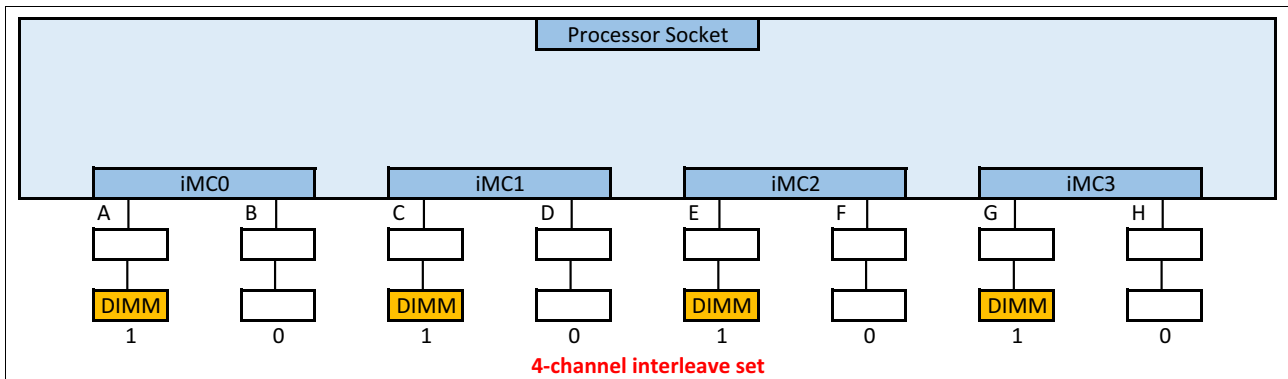 Processor Socket
iMC0 iMC1 iMC2 iMC3
A B C D E F G H
DIMM DIMM DIMM DIMM
1 0 1 0 1 0 1 0
4-channel interleave set